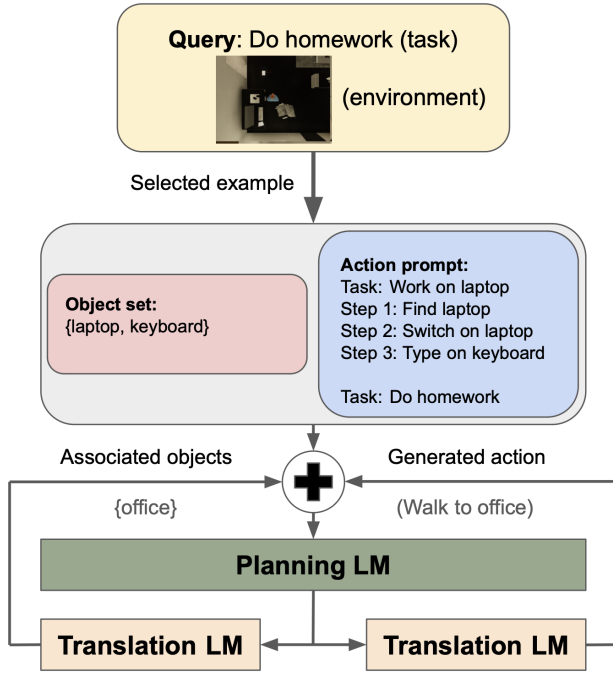 Query: Do homework (task)
(environment)
Selected example
Object set:
{laptop, keyboard}
Action prompt:
Task: Work on laptop
Step 1: Find laptop
Step 2: Switch on laptop
Step 3: Type on keyboard
Task: Do homework
Associated objects
Generated action
{office}
(Walk to office)
Planning LM
Translation LM
Translation LM